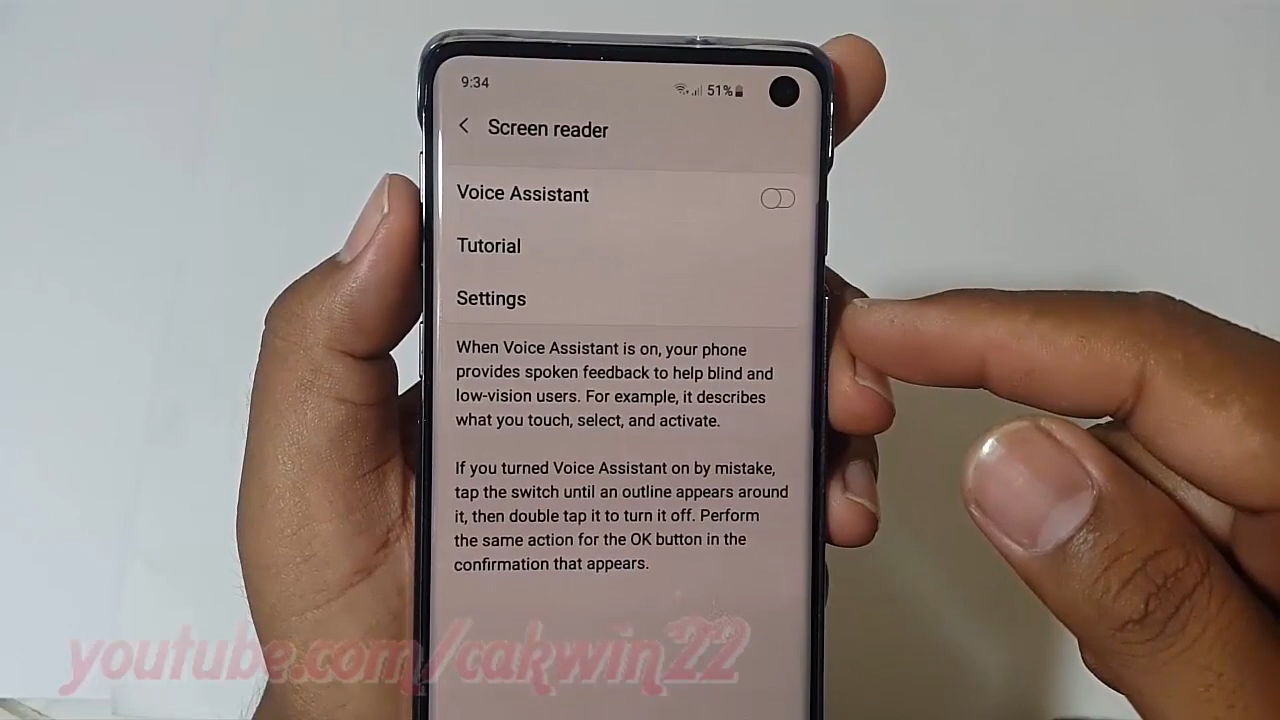 9:34
51%
Screen reader
Voice Assistant
Tutorial
Settings
When Voice Assistant is on, your phone
provides spoken feedback to help blind and
low-vision users. For example, it describes
what you touch, select, and activate.
If you turned Voice Assistant on by mistake,
tap the switch until an outline appears around
it, then double tap it to turn it off. Perform
the same action for the OK button in the
confirmation that appears.
youtube.com/cakwin22